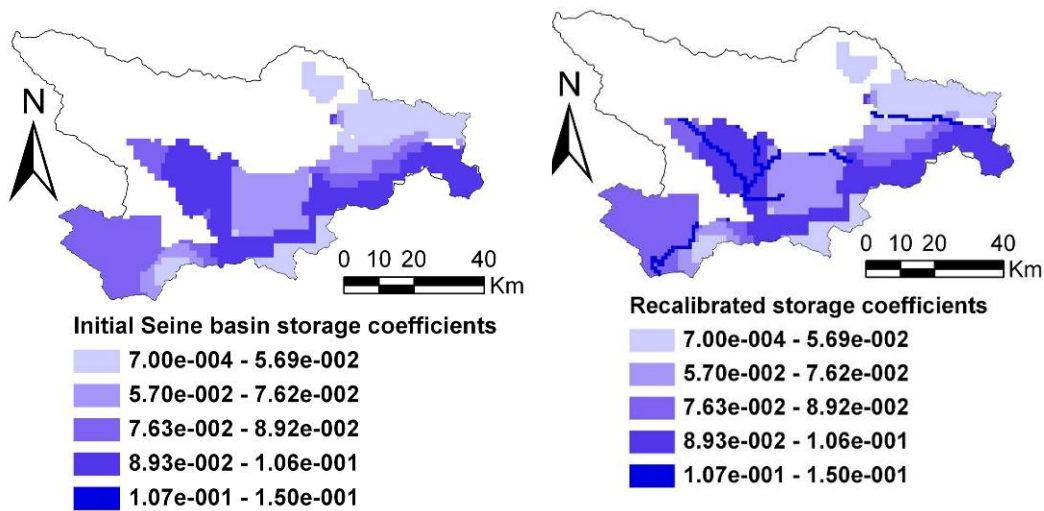 N
0 10 20 40
Km
Initial Seine basin storage coefficients
7.00e-004 - 5.69e-002
5.70e-002 - 7.62e-002
7.63e-002 - 8.92e-002
8.93e-002 - 1.06e-001
1.07e-001 - 1.50e-001
N
0 10 20 40
Km
Recalibrated storage coefficients
7.00e-004 - 5.69e-002
5.70e-002 - 7.62e-002
7.63e-002 - 8.92e-002
8.93e-002 - 1.06e-001
1.07e-001 - 1.50e-001